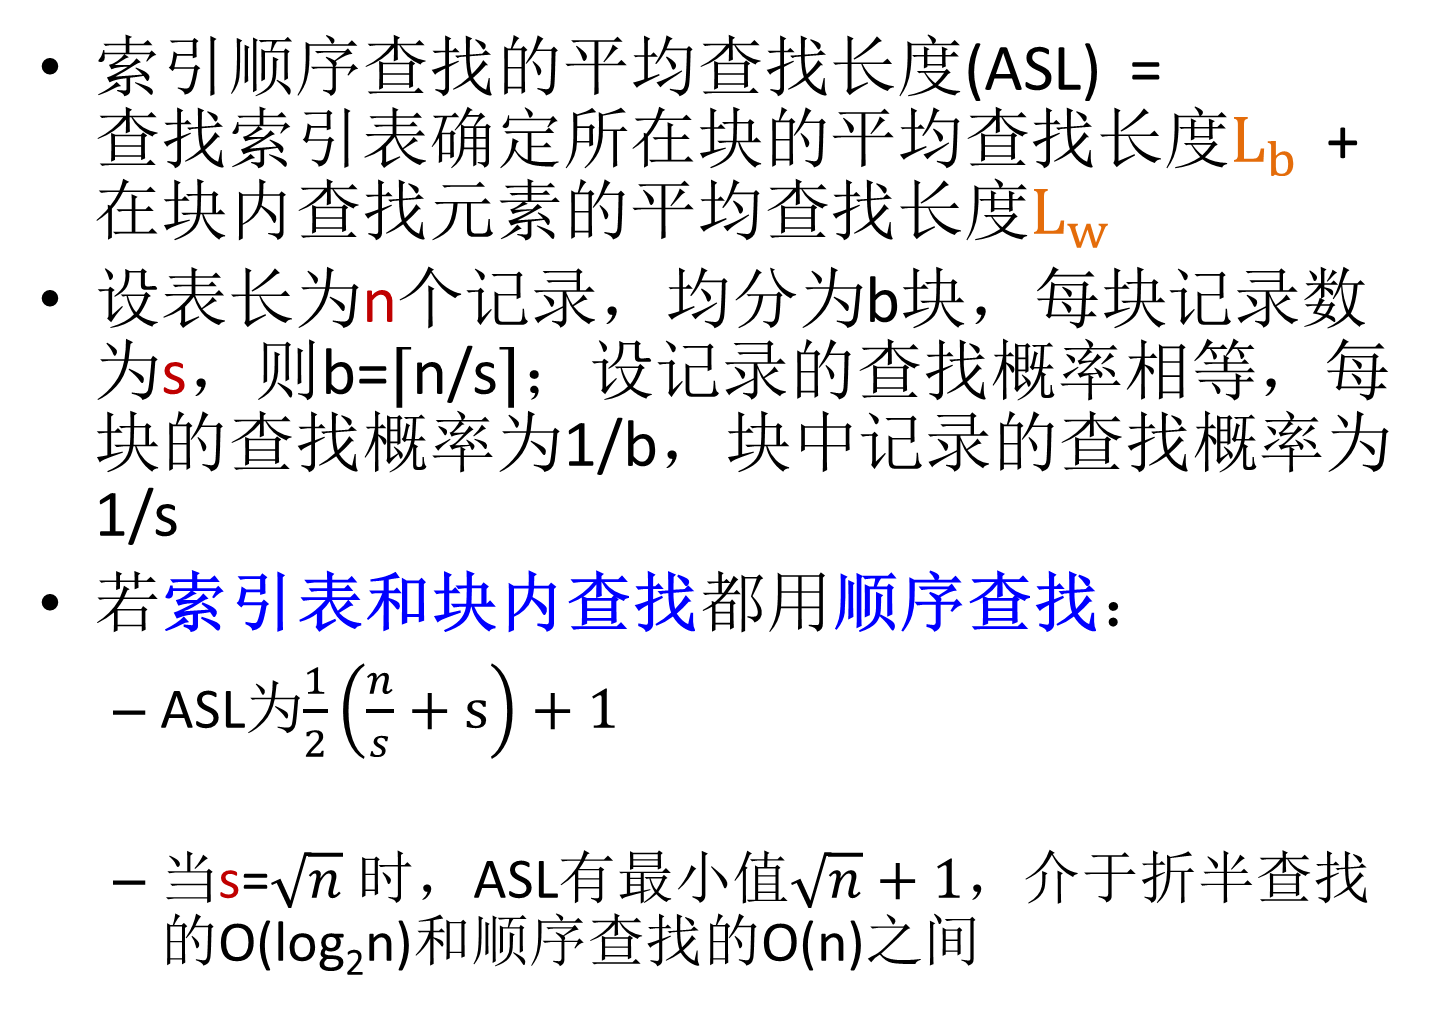 • 索引顺序查找的平均查找长度(ASL) =
查找索引表确定所在块的平均查找长度L_b +
在块内查找元素的平均查找长度L_w
• 设表长为n个记录，均分为b块，每块记录数
为s，则b=⌈n/s⌉；设记录的查找概率相等，每
块的查找概率为1/b，块中记录的查找概率为
1/s
• 若索引表和块内查找都用顺序查找：
– ASL为\frac{1}{2}(\frac{n}{s} + s) + 1
– 当s=√n 时，ASL有最小值√n + 1，介于折半查找
的O(log₂n)和顺序查找的O(n)之间